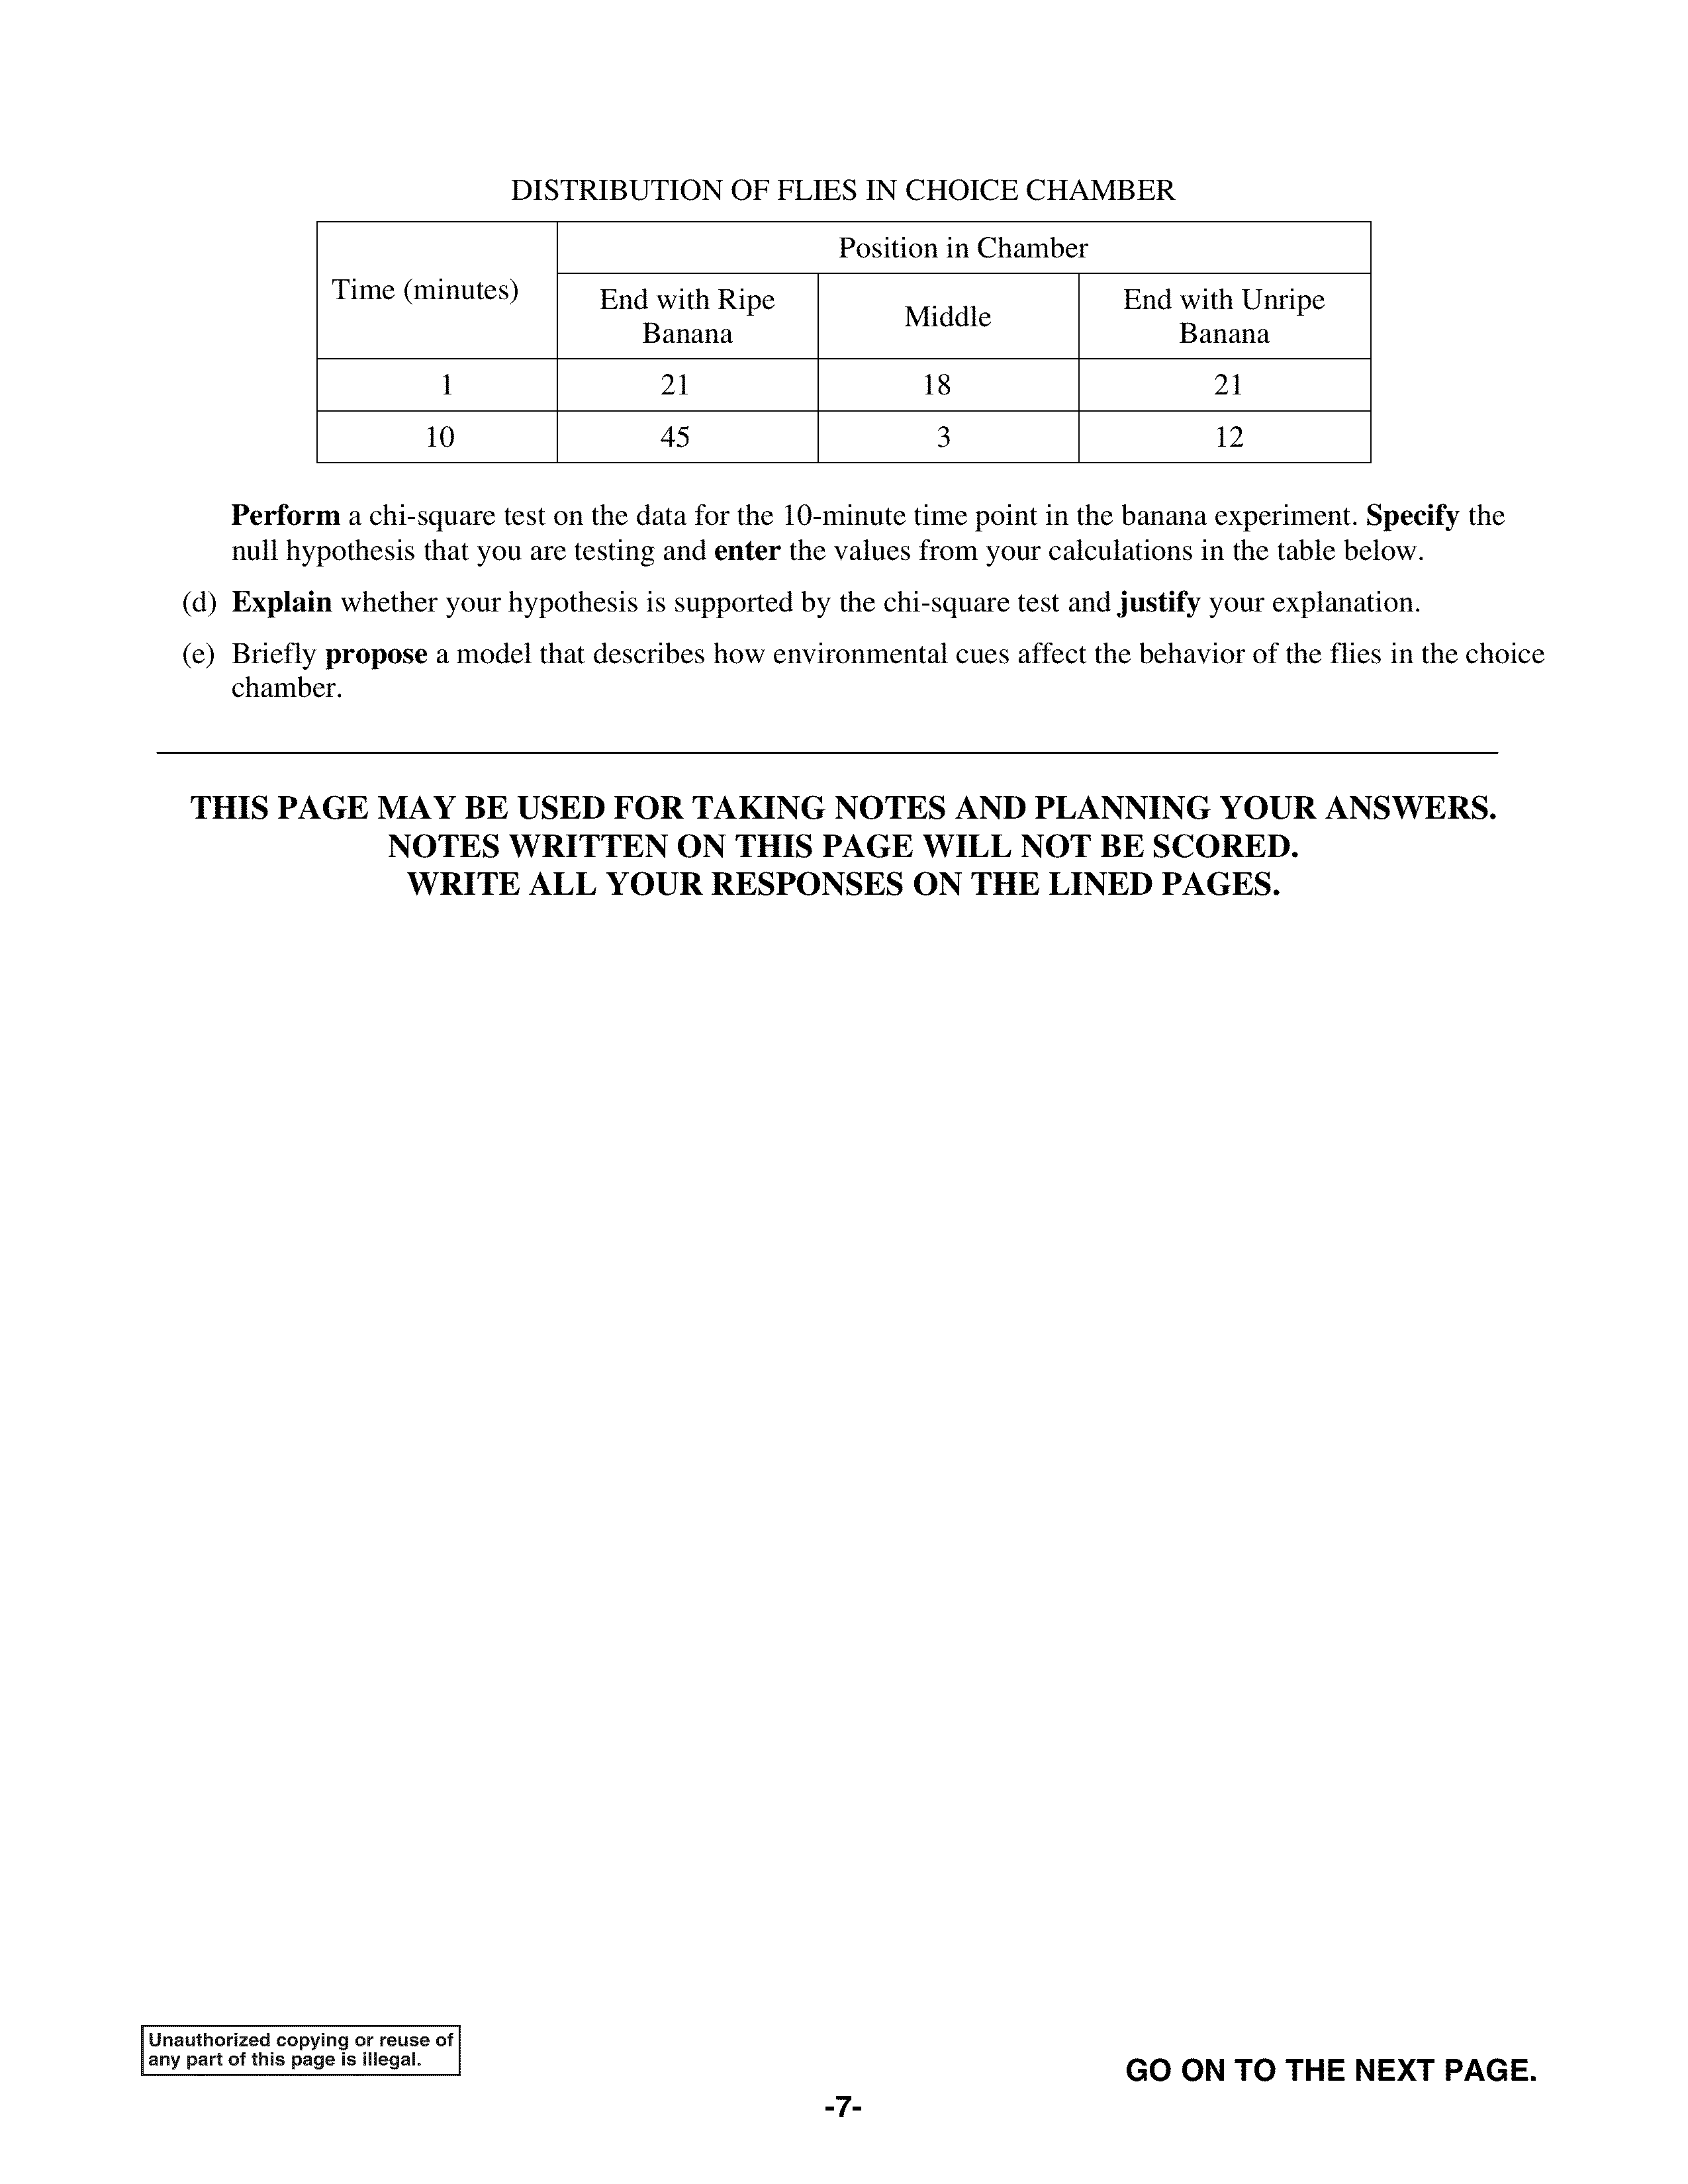 DISTRIBUTION OF FLIES IN CHOICE CHAMBER
Time (minutes)
Position in Chamber
End with Ripe
Banana
Middle
End with Unripe
Banana
1 21 18 21
10 45 3 12
Perform a chi-square test on the data for the 10-minute time point in the banana experiment. Specify the
null hypothesis that you are testing and enter the values from your calculations in the table below.
(d) Explain whether your hypothesis is supported by the chi-square test and justify your explanation.
(e) Briefly propose a model that describes how environmental cues affect the behavior of the flies in the choice
chamber.
THIS PAGE MAY BE USED FOR TAKING NOTES AND PLANNING YOUR ANSWERS.
NOTES WRITTEN ON THIS PAGE WILL NOT BE SCORED.
WRITE ALL YOUR RESPONSES ON THE LINED PAGES.
Unauthorized copying or reuse of
any part of this page is illegal.
GO ON TO THE NEXT PAGE.
-7-